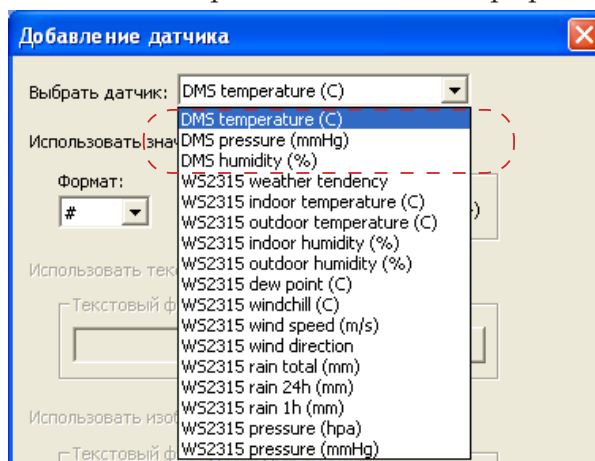 Добавление датчика
Выбрать датчик: DMS temperature (C)
DMS temperature (C)
Использовать DMS pressure (mmHg)
DMS humidity (%)
Формат: WS2315 weather tendency
# WS2315 indoor temperature (C)
WS2315 outdoor temperature (C)
WS2315 indoor humidity (%)
Использовать WS2315 outdoor humidity (%)
Текстовый WS2315 dew point (C)
WS2315 windchill (C)
WS2315 wind speed (m/s)
WS2315 wind direction
WS2315 rain total (mm)
WS2315 rain 24h (mm)
Использовать WS2315 rain 1h (mm)
WS2315 pressure (hpa)
Текстовый WS2315 pressure (mmHg)